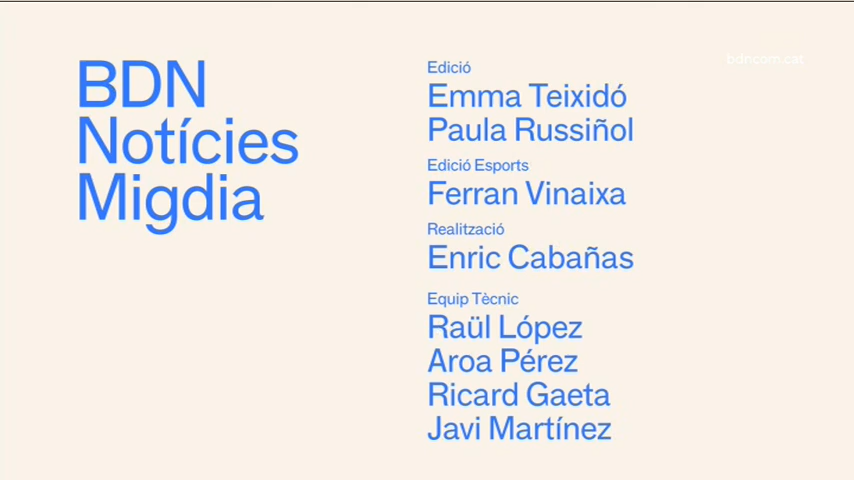 BDN
Notícies
Migdia
bdncom.cat
Edició
Emma Teixidó
Paula Russiñol
Edició Esports
Ferran Vinaixa
Realització
Enric Cabañas
Equip Tècnic
Raül López
Aroa Pérez
Ricard Gaeta
Javi Martínez